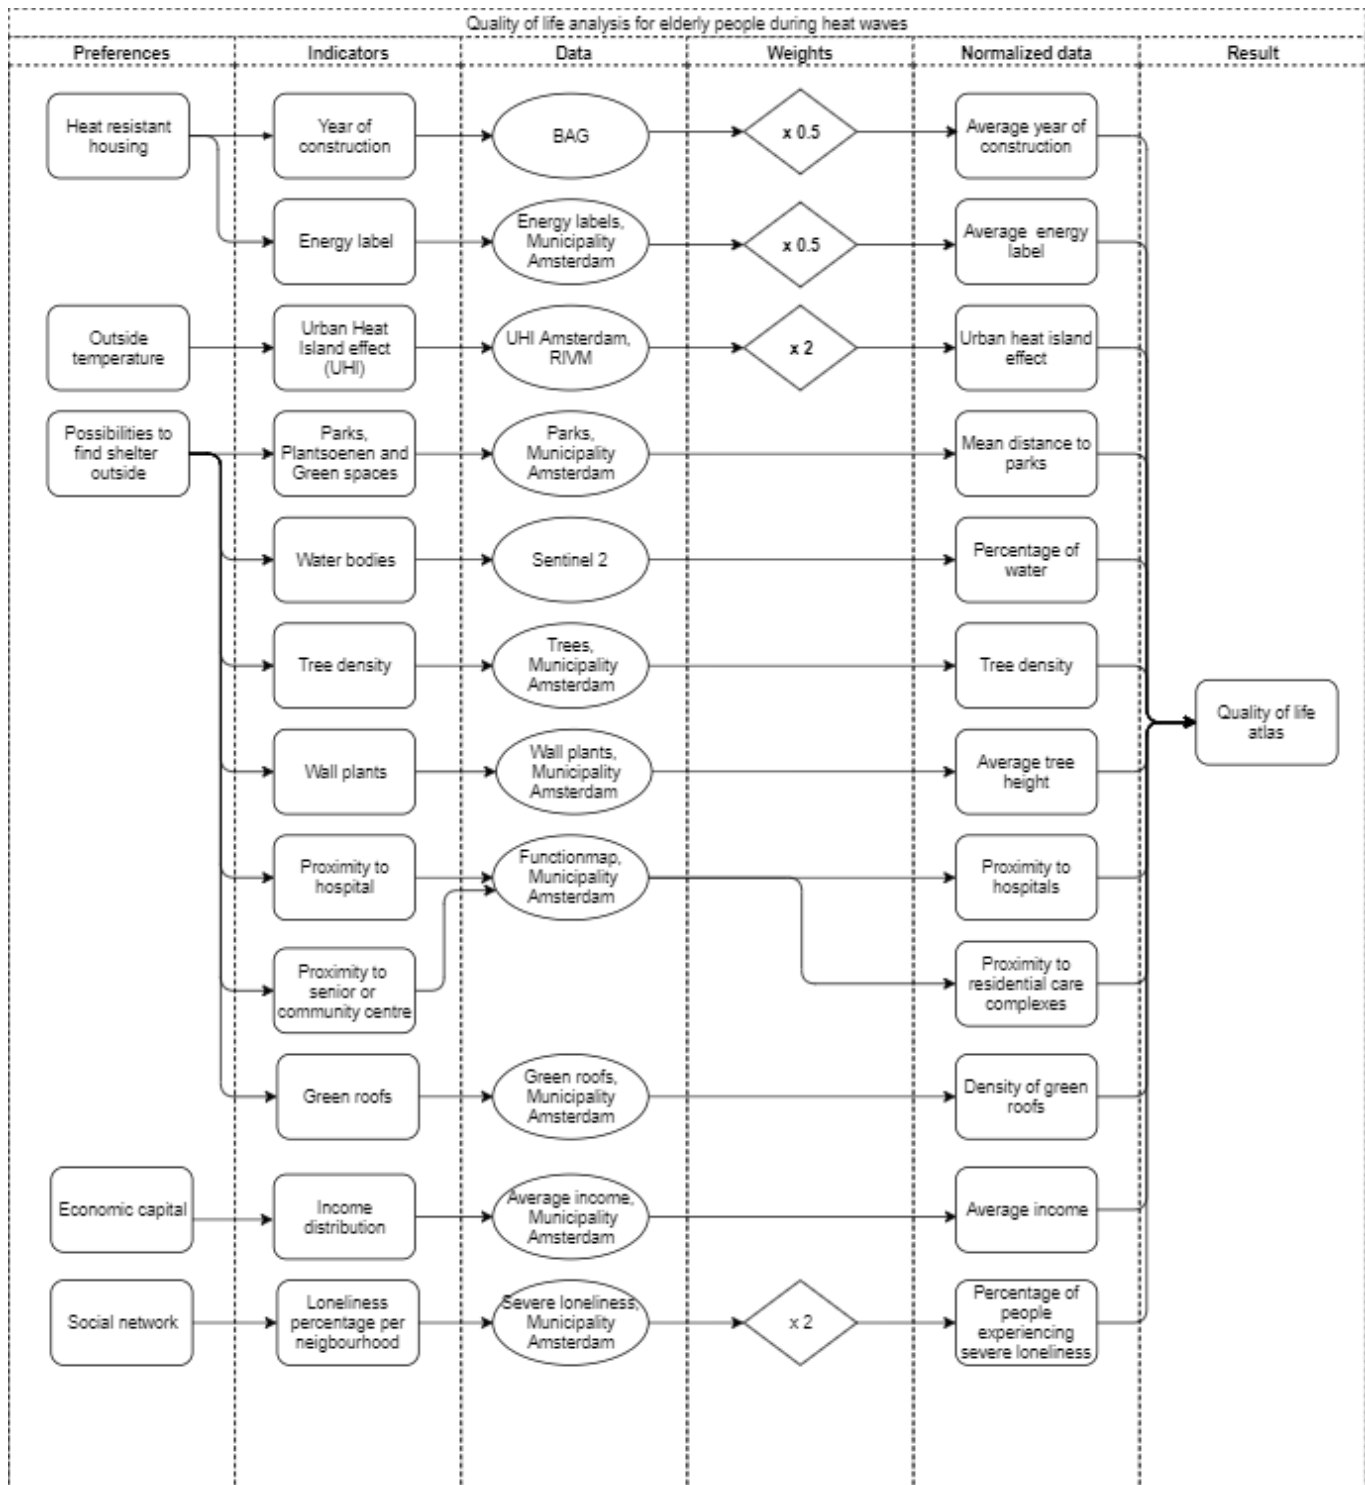 Quality of life analysis for elderly people during heat waves
Preferences
Indicators
Data
Weights
Normalized data
Result
Heat resistant
housing
Year of
construction
BAG
x 0.5
Average year of
construction
Energy label
Energy labels,
Municipality
Amsterdam
x 0.5
Average energy
label
Outside
temperature
Urban Heat
Island effect
(UHI)
UHI Amsterdam,
RIVM
x 2
Urban heat island
effect
Possibilities to
find shelter
outside
Parks,
Plantsoenen and
Green spaces
Parks,
Municipality
Amsterdam
Mean distance to
parks
Water bodies
Sentinel 2
Percentage of
water
Tree density
Trees,
Municipality
Amsterdam
Tree density
Quality of life
atlas
Wall plants
Wall plants,
Municipality
Amsterdam
Average tree
height
Proximity to
hospital
Functionmap,
Municipality
Amsterdam
Proximity to
hospitals
Proximity to
senior or
community centre
Proximity to
residential care
complexes
Green roofs
Green roofs,
Municipality
Amsterdam
Density of green
roofs
Economic capital
Income
distribution
Average income,
Municipality
Amsterdam
Average income
Social network
Loneliness
percentage per
neigbourhood
Severe loneliness,
Municipality
Amsterdam
x 2
Percentage of
people
experiencing
severe loneliness